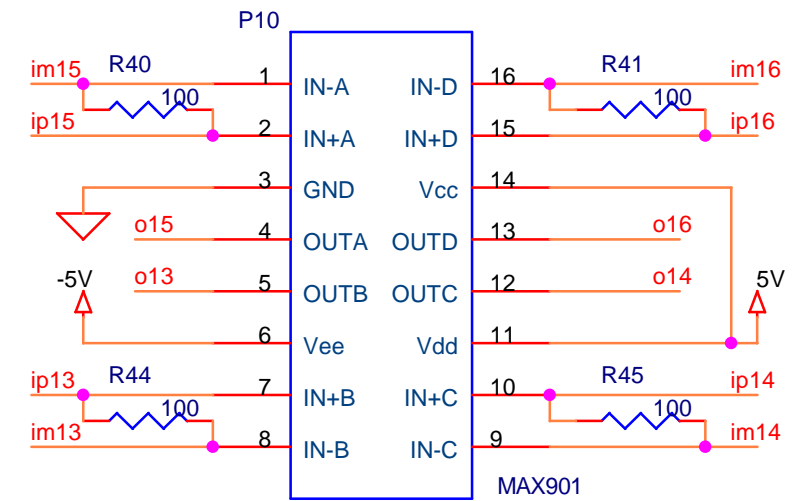 P10
im15 R40 1 IN-A IN-D 16 R41 im16
100 100
ip15 2 IN+A IN+D 15 ip16
3 GND Vcc 14
o15 4 OUTA OUTD 13 o16
-5V o13 5 OUTB OUTC 12 o14 5V
6 Vee Vdd 11
ip13 R44 7 IN+B IN+C 10 R45 ip14
100 100
im13 8 IN-B IN-C 9 im14
MAX901